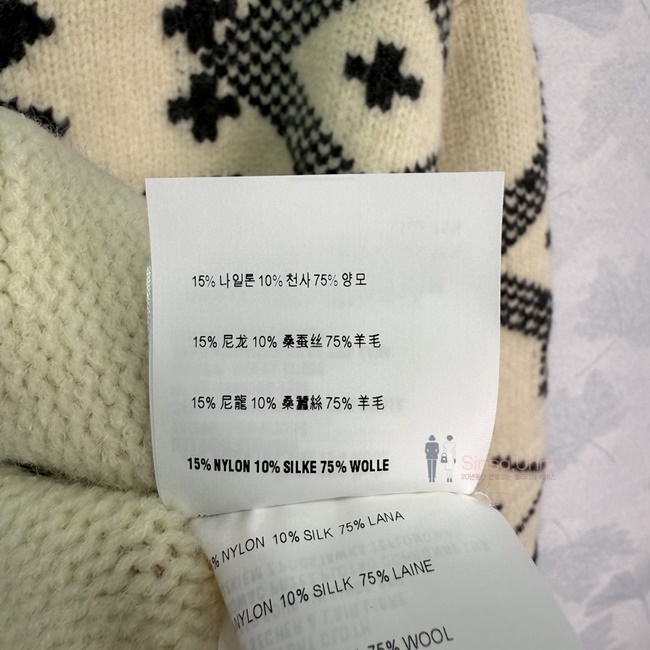 15% 나일론 10% 천사 75% 양모
15% 尼龙 10% 桑蚕丝 75% 羊毛
15% 尼龍 10% 桑蠶絲 75% 羊毛
15% NYLON 10% SILKE 75% WOLLE
% NYLON 10% SILK 75% LANA
NYLON 10% SILLK 75% LAINE
75% WOOL